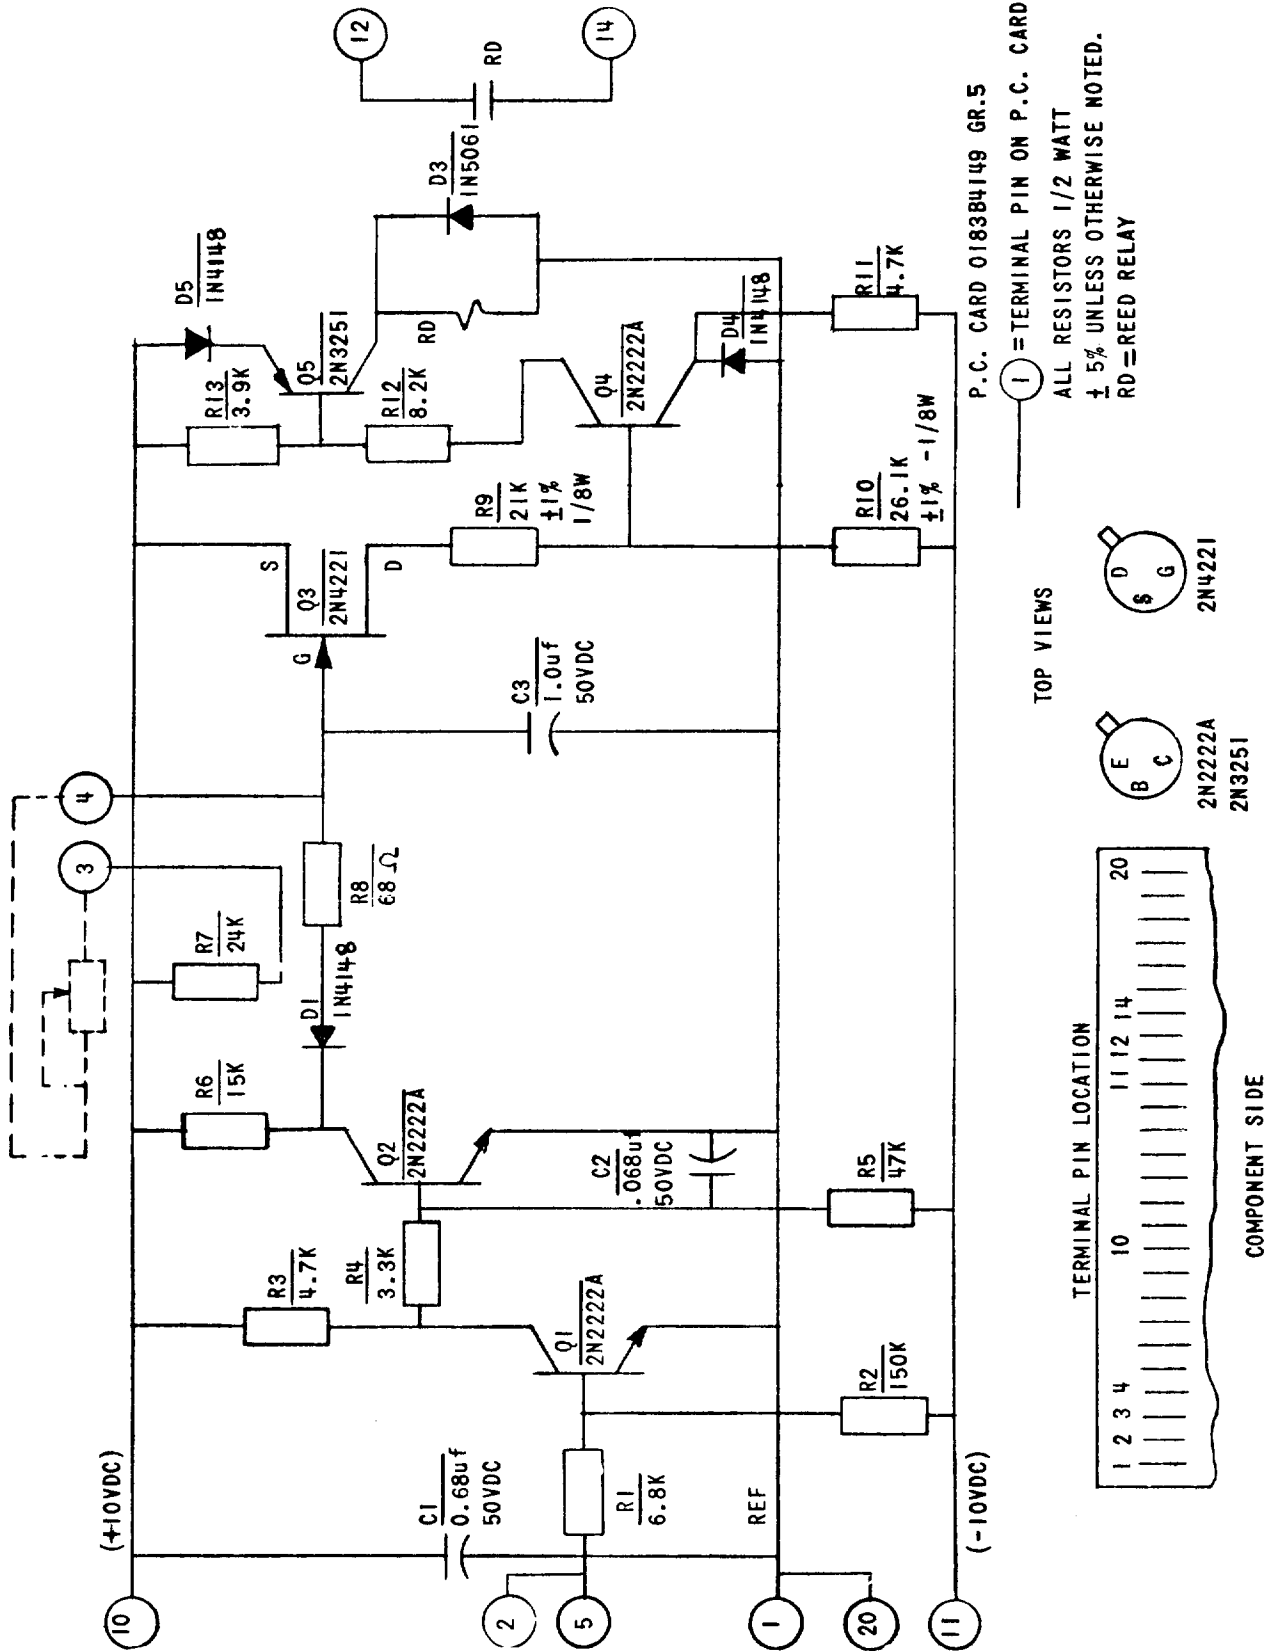 (+10VDC)
10
2
5
1
20
11
C1
0.68uf
50VDC
R1
6.8K
REF
(-10VDC)
R2
150K
Q1
2N2222A
R3
4.7K
R4
3.3K
Q2
2N2222A
C2
.068uf
50VDC
R5
47K
R6
15K
D1
1N4148
R7
24K
3
4
R8
68 Ω
C3
1.0uf
50VDC
G
Q3
2N4221
S
D
R9
21K
±1%
1/8W
R10
26.1K
±1% -1/8W
R13
3.9K
R12
8.2K
Q4
2N2222A
D5
1N4148
Q5
2N3251
RD
D4
1N4148
R11
4.7K
D3
1N5061
12
RD
14
P.C. CARD 0183B4149 GR.5
1 =TERMINAL PIN ON P.C. CARD
ALL RESISTORS 1/2 WATT
± 5% UNLESS OTHERWISE NOTED.
RD=REED RELAY
TOP VIEWS
B E C
2N2222A
2N3251
S D G
2N4221
TERMINAL PIN LOCATION
1 2 3 4 10 11 12 14 20
COMPONENT SIDE